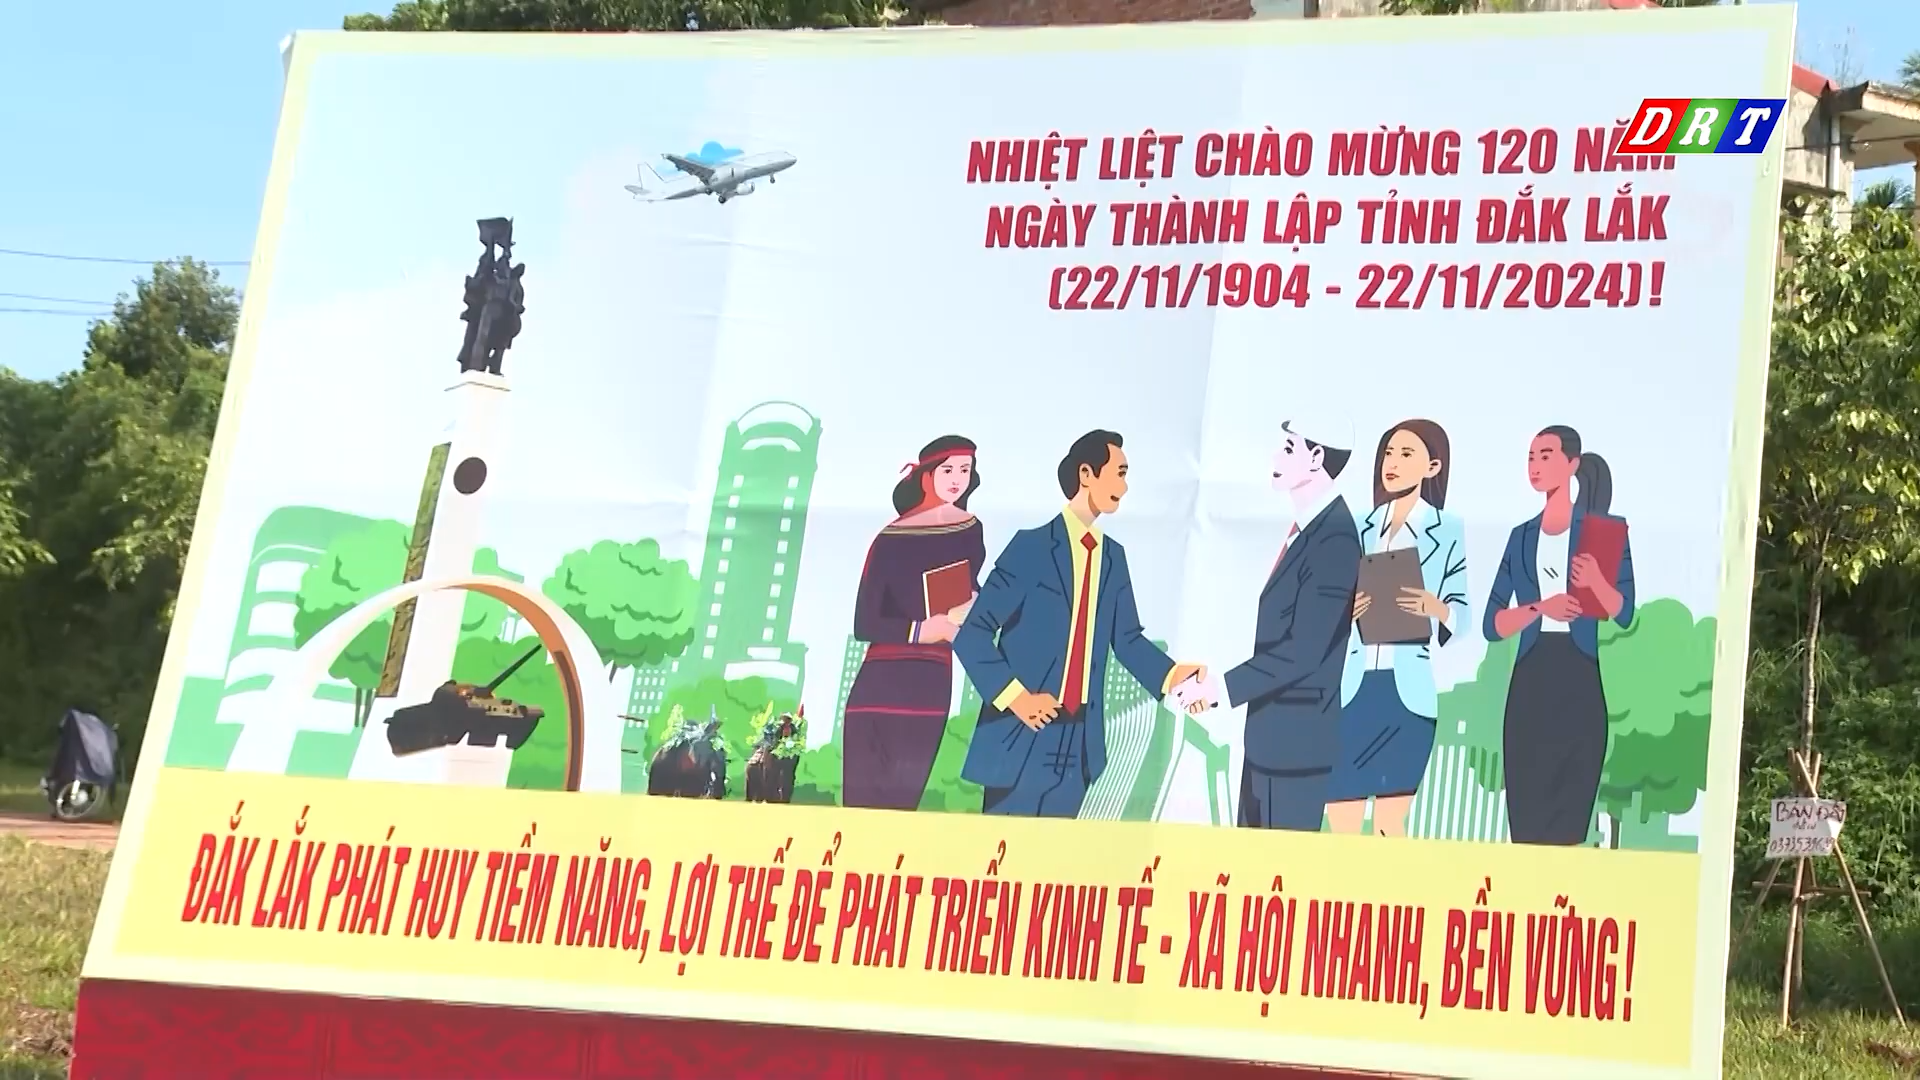 DRT
NHIỆT LIỆT CHÀO MỪNG 120 NĂM
NGÀY THÀNH LẬP TỈNH ĐẮK LẮK
(22/11/1904 - 22/11/2024)!
ĐẮK LẮK PHÁT HUY TIỀM NĂNG, LỢI THẾ ĐỂ PHÁT TRIỂN KINH TẾ - XÃ HỘI NHANH, BỀN VỮNG!
BÁN ĐẤT